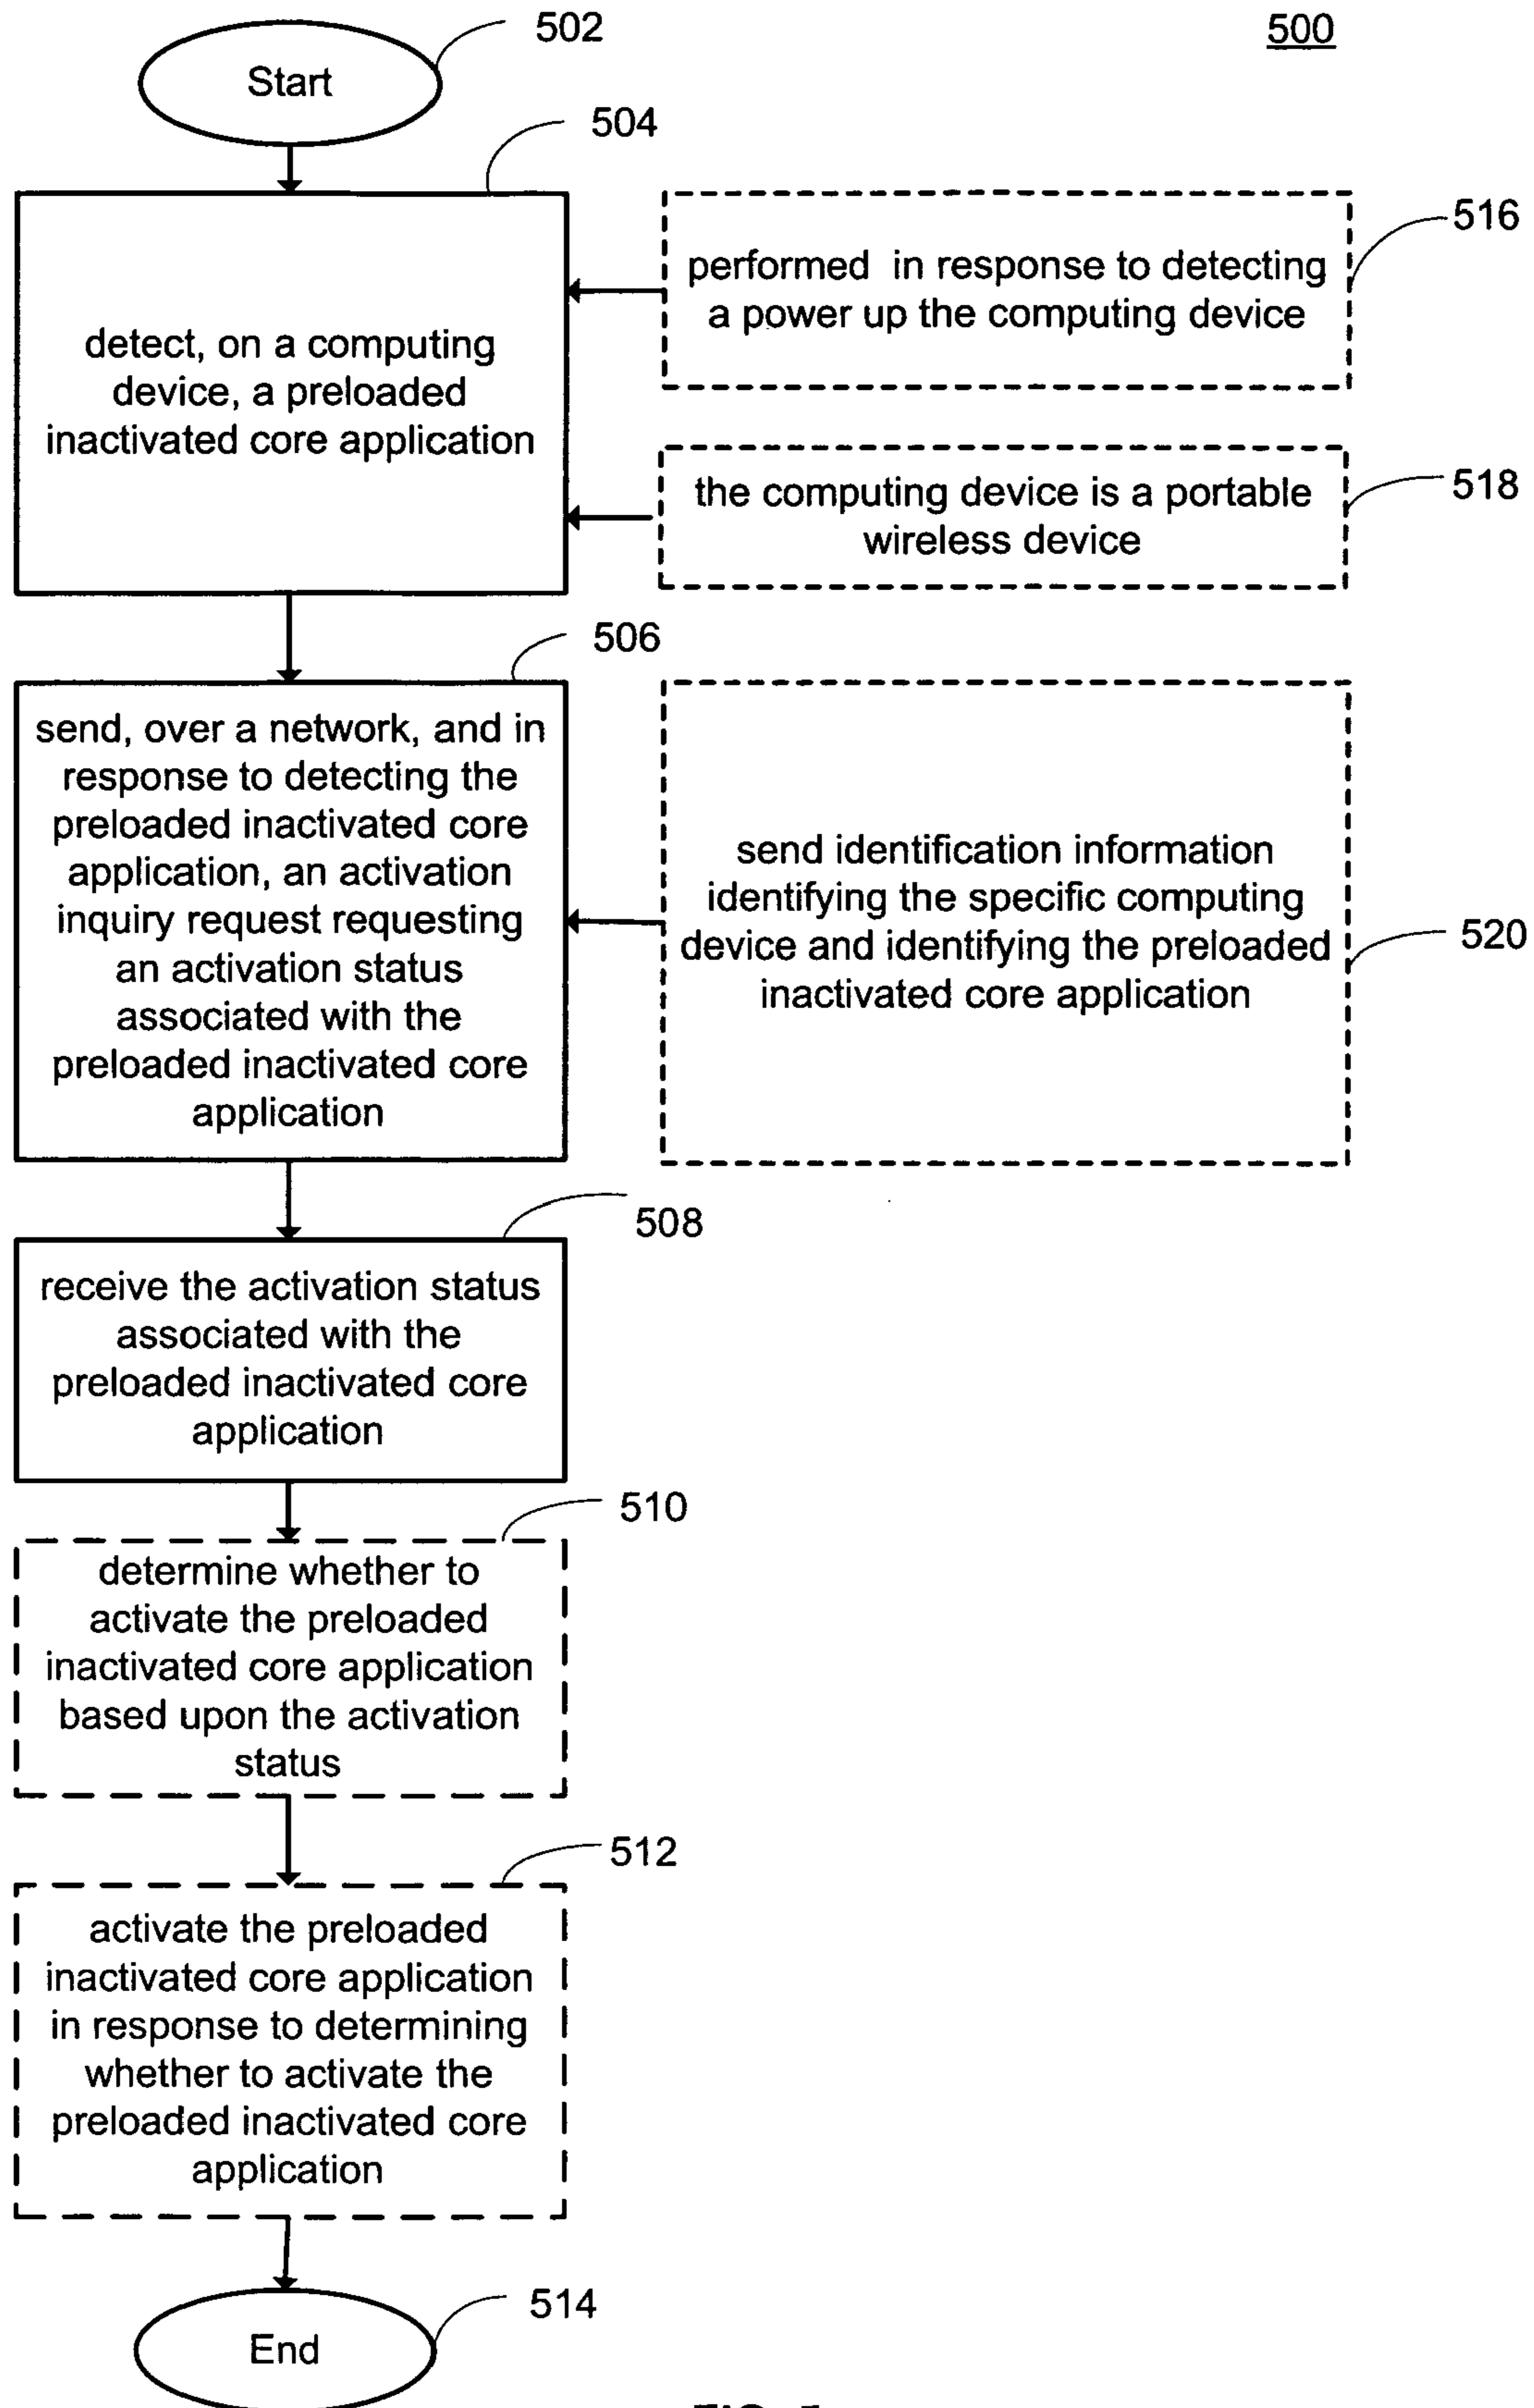 502
500
Start
504
detect, on a computing
device, a preloaded
inactivated core application
performed in response to detecting
a power up the computing device
516
the computing device is a portable
wireless device
518
506
send, over a network, and in
response to detecting the
preloaded inactivated core
application, an activation
inquiry request requesting
an activation status
associated with the
preloaded inactivated core
application
send identification information
identifying the specific computing
device and identifying the preloaded
inactivated core application
520
508
receive the activation status
associated with the
preloaded inactivated core
application
510
determine whether to
activate the preloaded
inactivated core application
based upon the activation
status
512
activate the preloaded
inactivated core application
in response to determining
whether to activate the
preloaded inactivated core
application
514
End